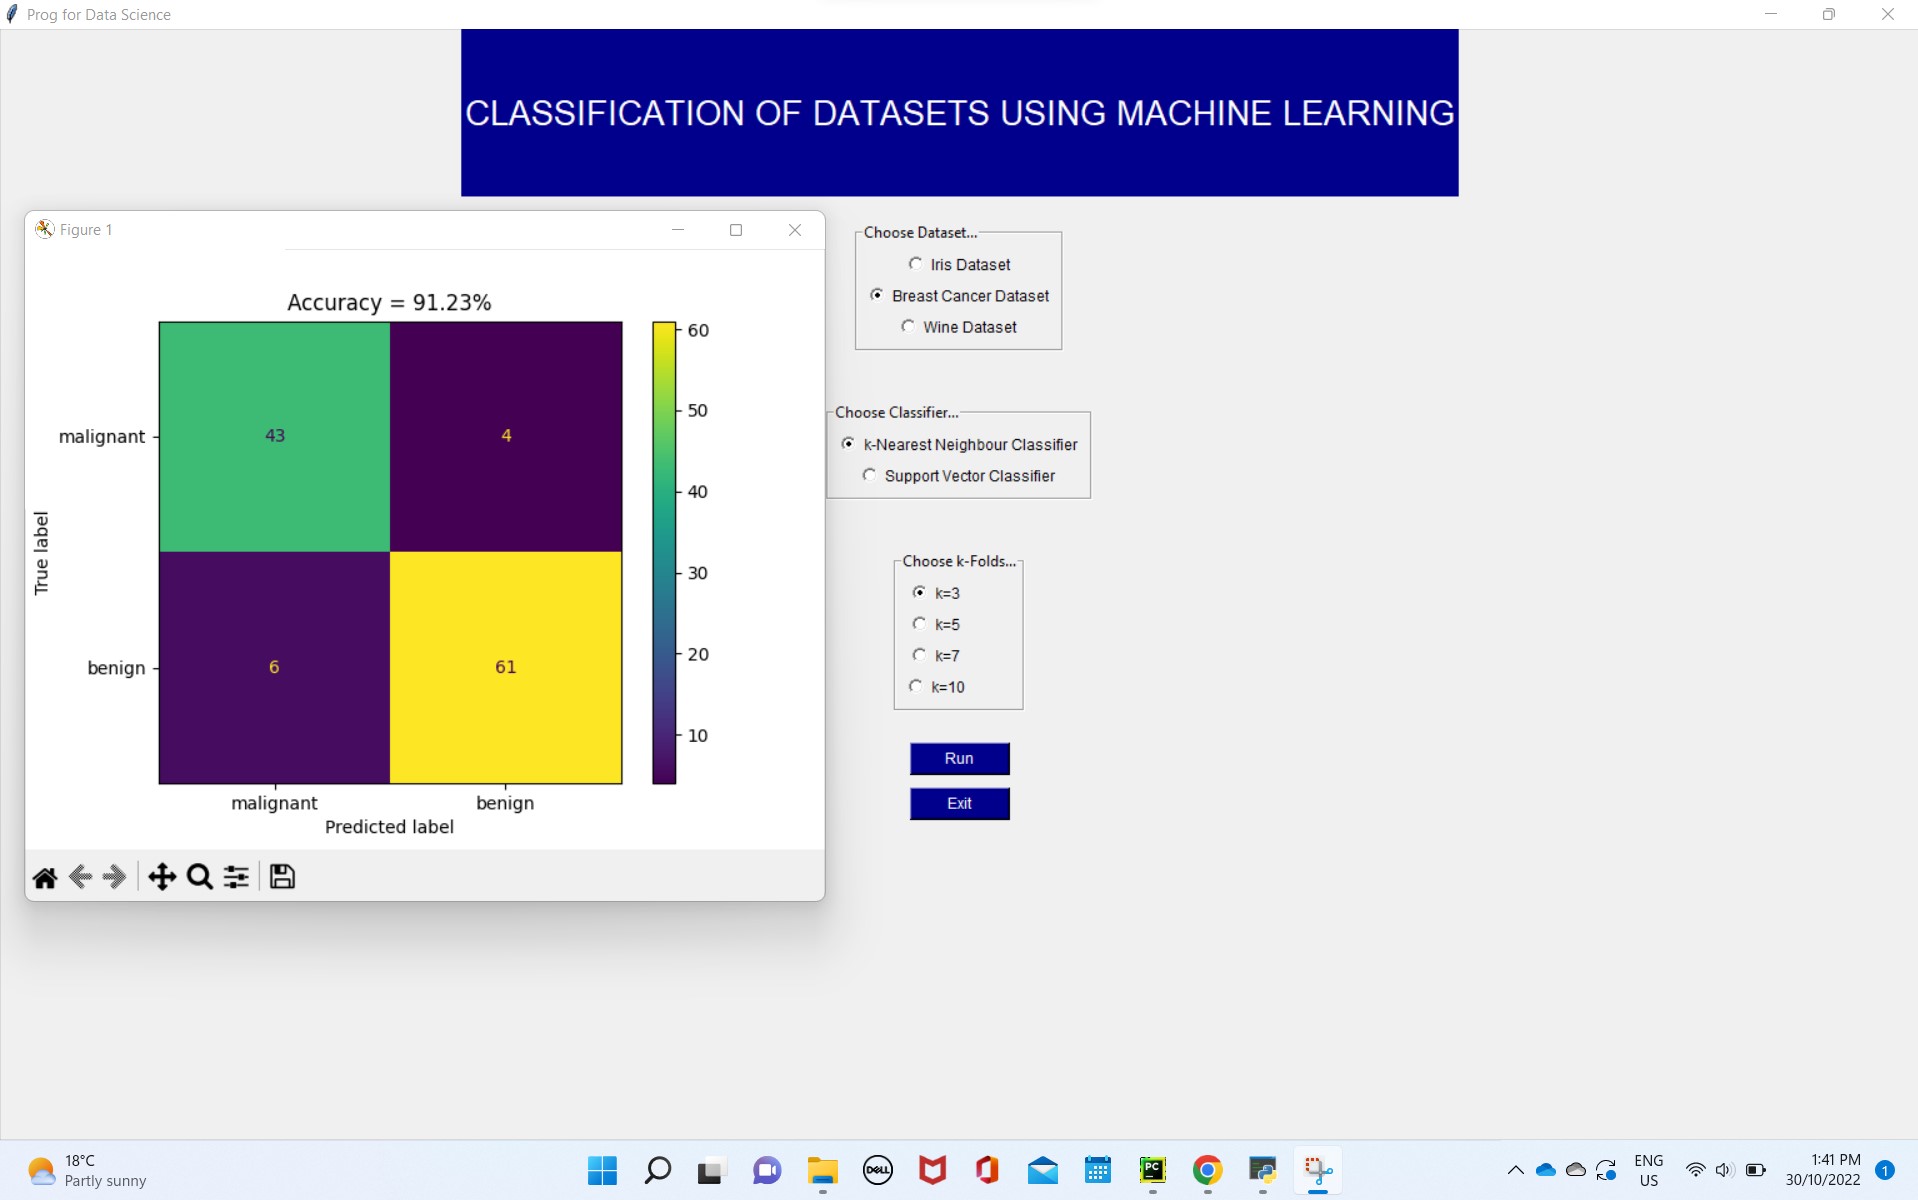 Prog for Data Science
CLASSIFICATION OF DATASETS USING MACHINE LEARNING
Figure 1
Accuracy = 91.23%
malignant
benign
True label
43
4
6
61
malignant
benign
Predicted label
60
50
40
30
20
10
Choose Dataset...
Iris Dataset
Breast Cancer Dataset
Wine Dataset
Choose Classifier...
k-Nearest Neighbour Classifier
Support Vector Classifier
Choose k-Folds...
k=3
k=5
k=7
k=10
Run
Exit
18°C
Partly sunny
DELL
PC
ENG
US
1:41 PM
30/10/2022
1